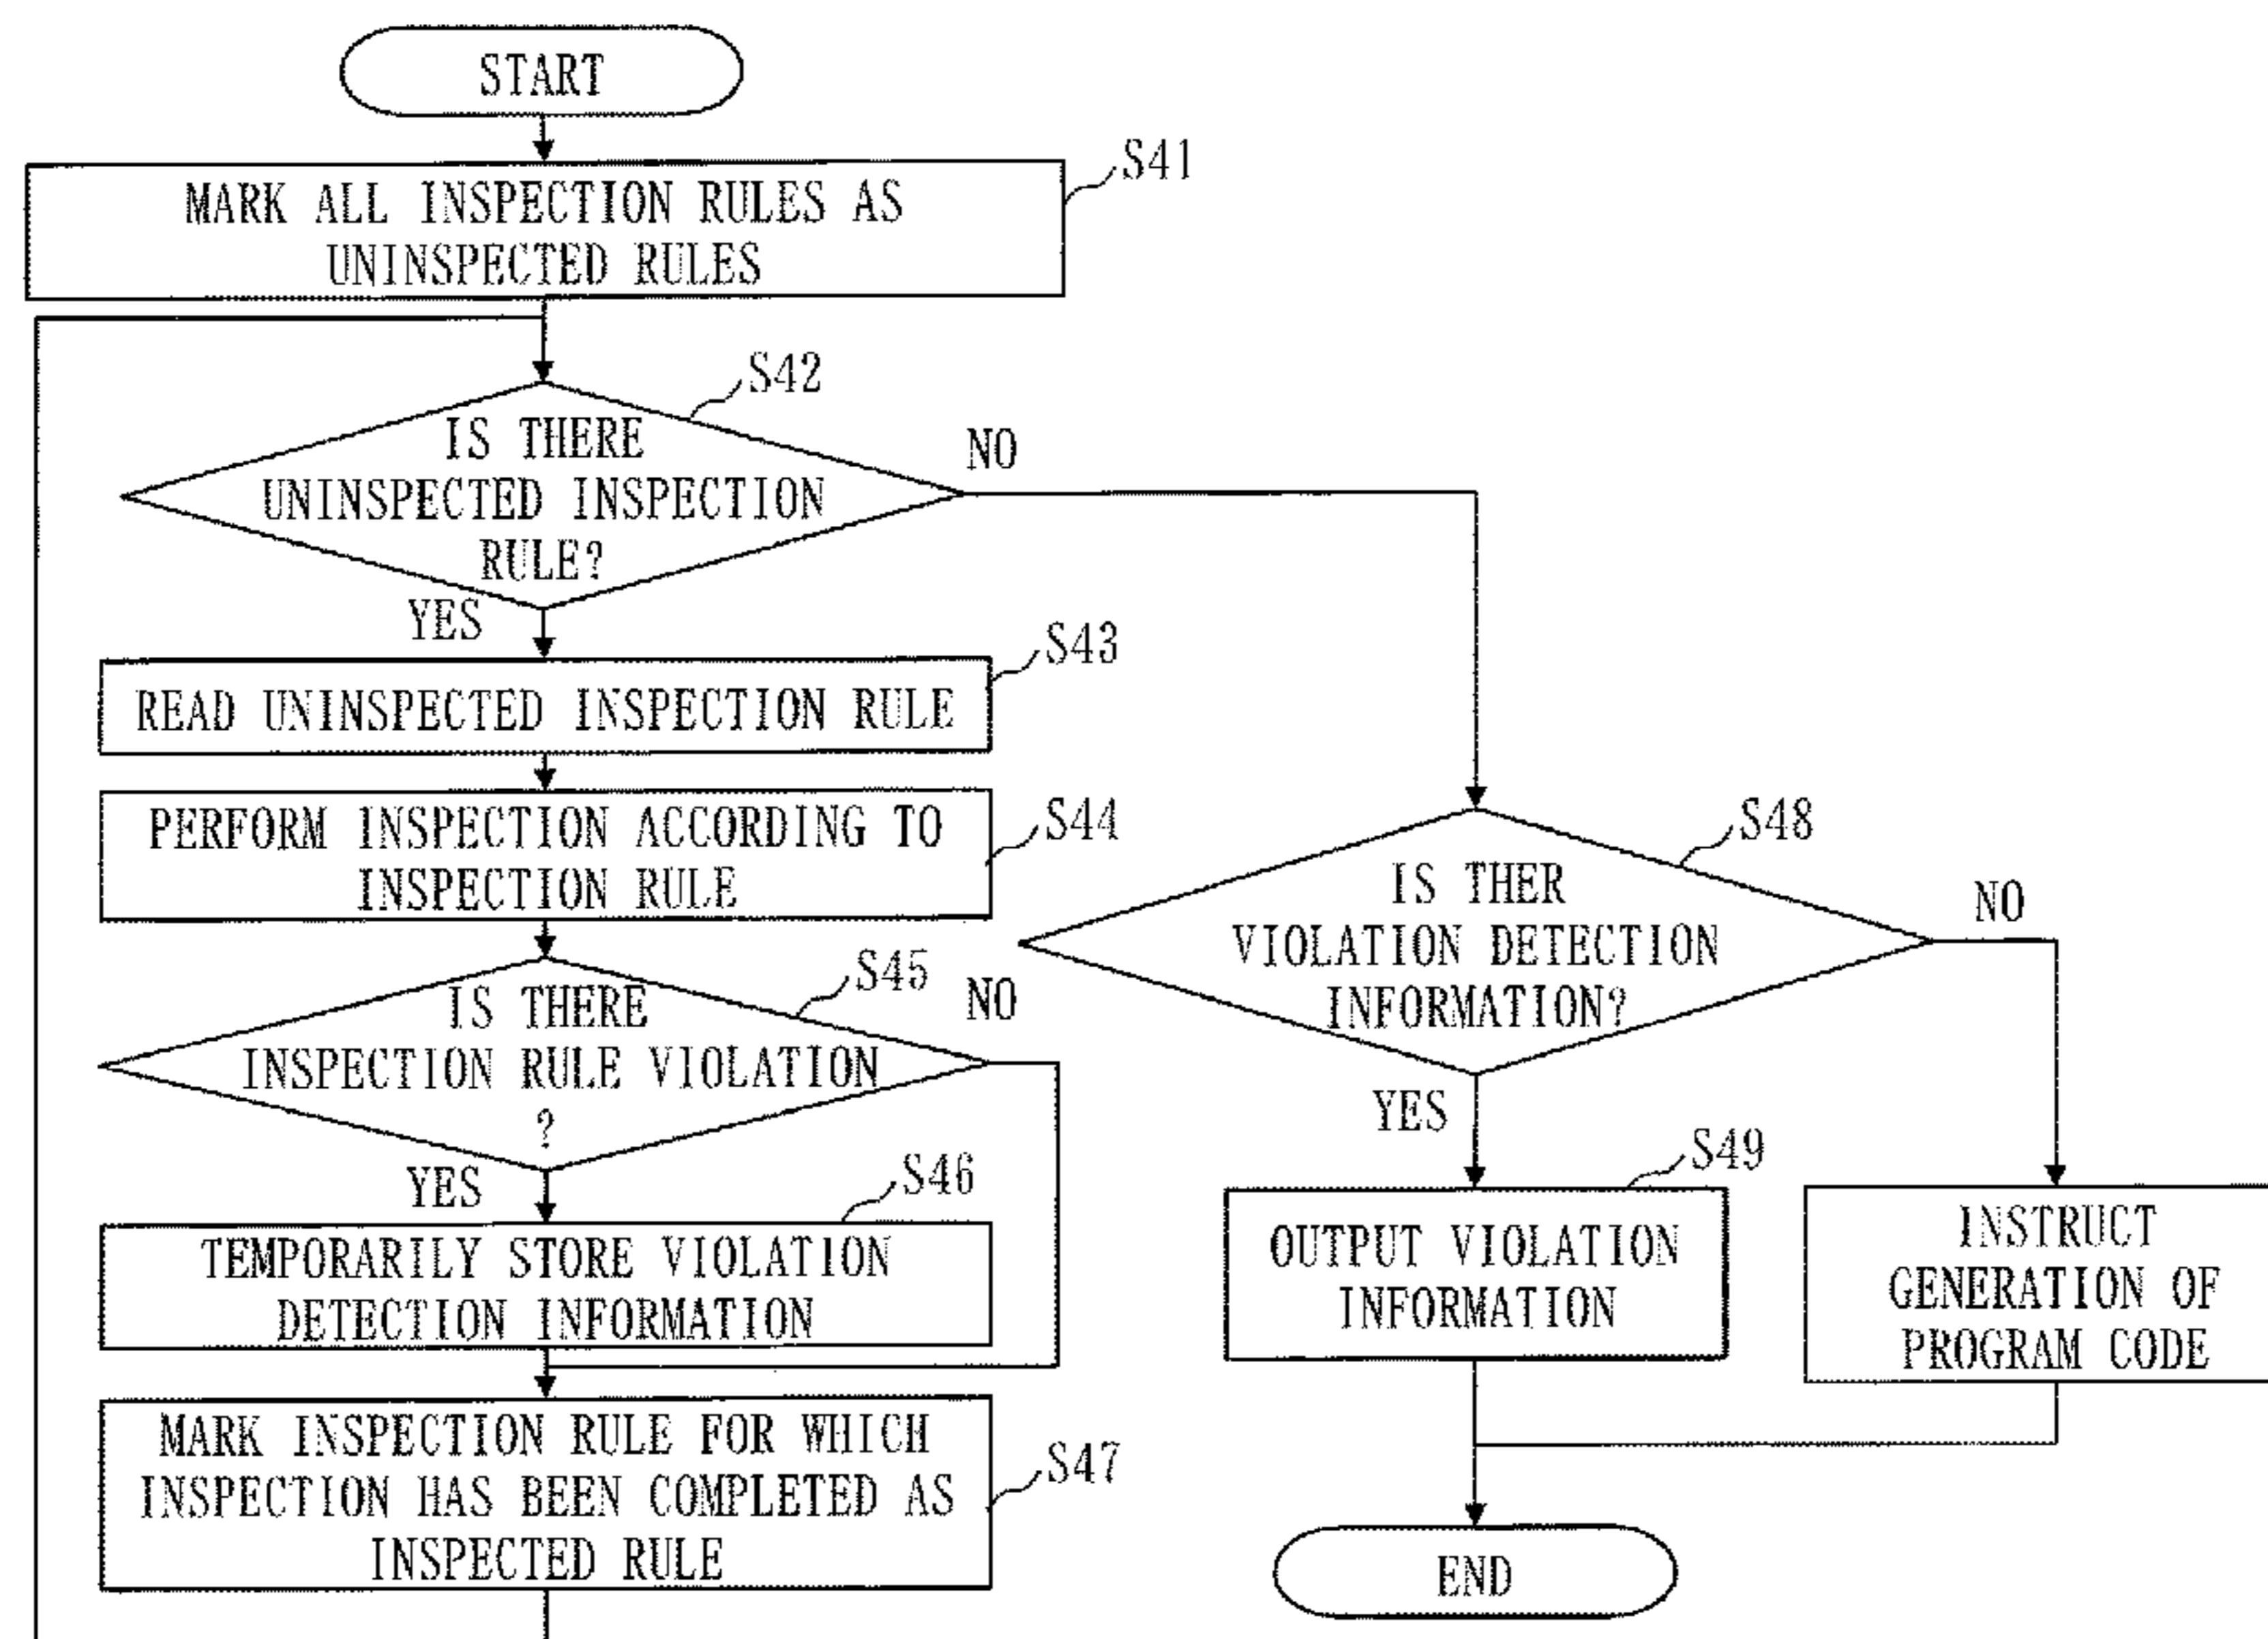 START
S41
MARK ALL INSPECTION RULES AS
UNINSPECTED RULES
S42
IS THERE
UNINSPECTED INSPECTION
RULE?
NO
YES
S43
READ UNINSPECTED INSPECTION RULE
S44
PERFORM INSPECTION ACCORDING TO
INSPECTION RULE
S45
IS THERE
INSPECTION RULE VIOLATION
?
NO
YES
S46
TEMPORARILY STORE VIOLATION
DETECTION INFORMATION
S47
MARK INSPECTION RULE FOR WHICH
INSPECTION HAS BEEN COMPLETED AS
INSPECTED RULE
S48
IS THER
VIOLATION DETECTION
INFORMATION?
NO
YES
S49
OUTPUT VIOLATION
INFORMATION
INSTRUCT
GENERATION OF
PROGRAM CODE
END